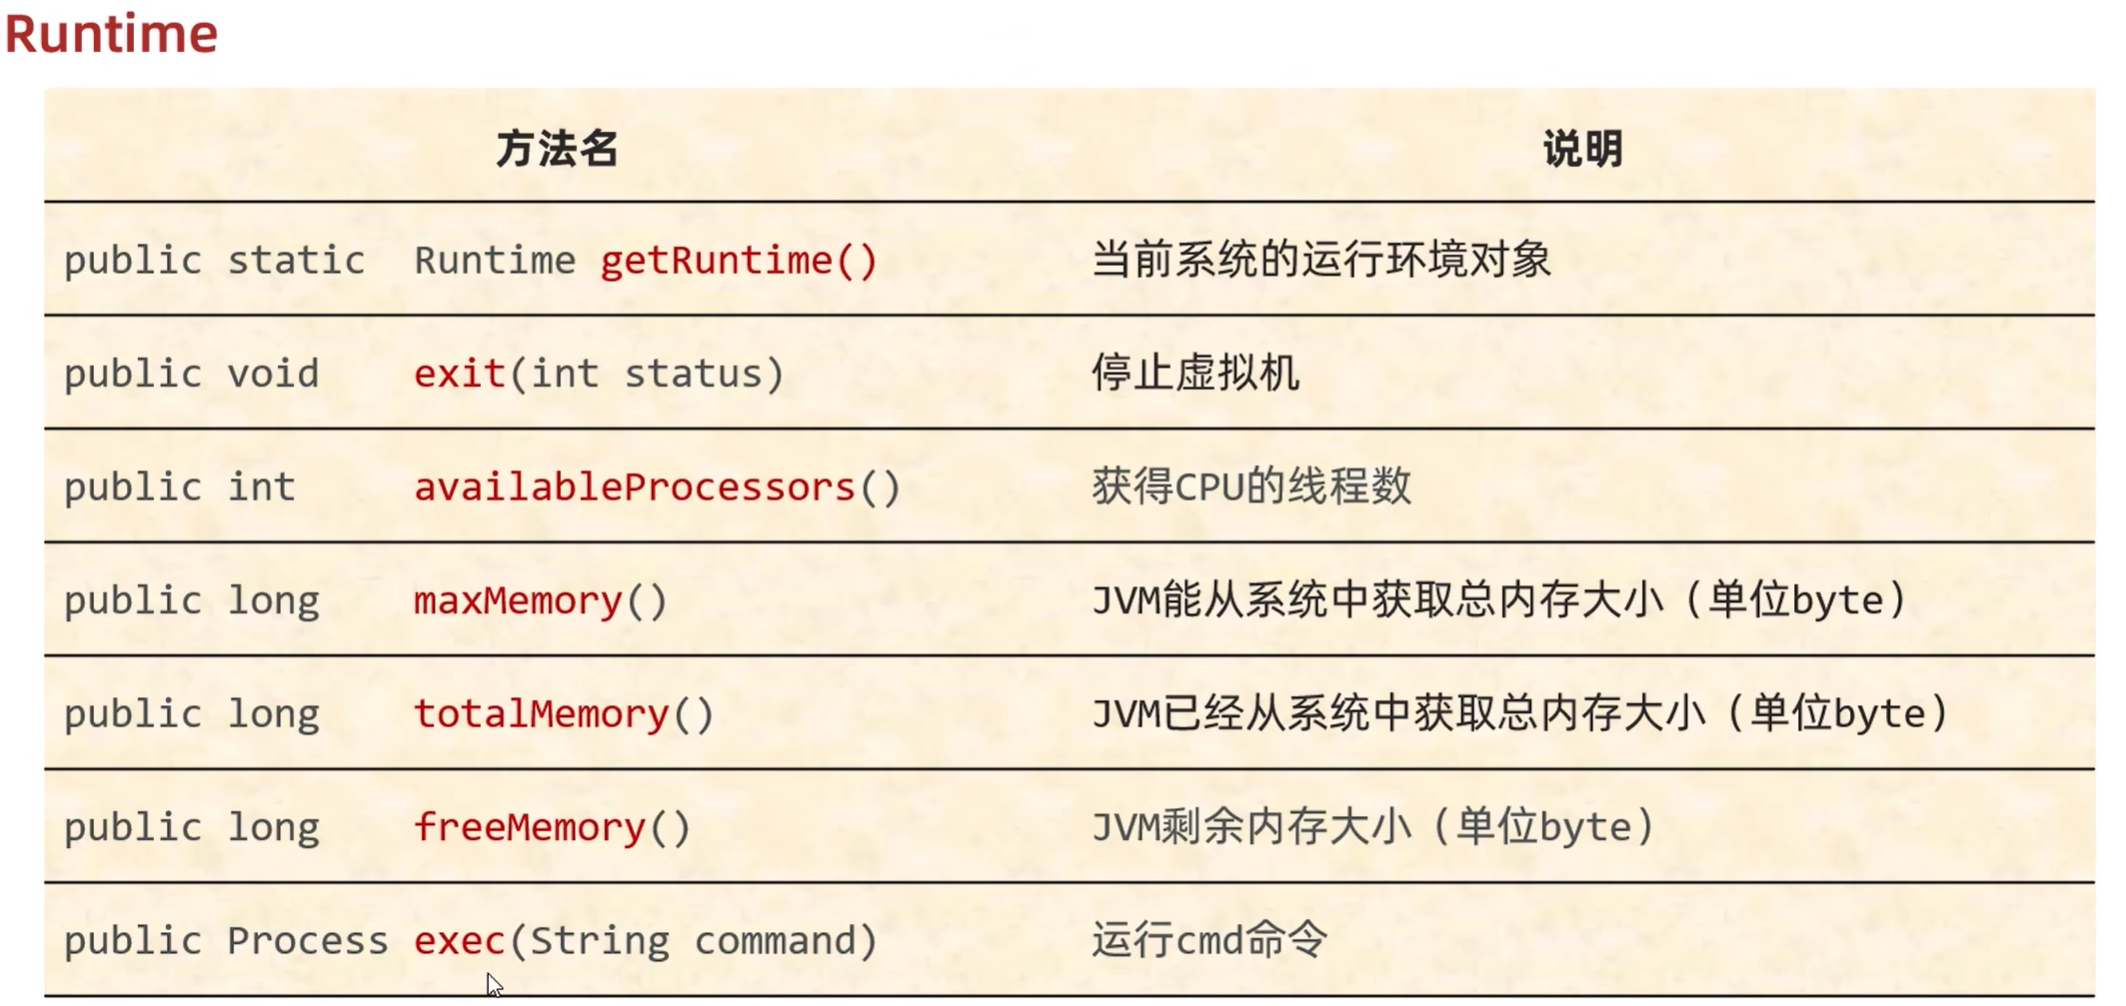 Runtime
方法名 说明
public static Runtime getRuntime() 当前系统的运行环境对象
public void exit(int status) 停止虚拟机
public int availableProcessors() 获得CPU的线程数
public long maxMemory() JVM能从系统中获取总内存大小（单位byte）
public long totalMemory() JVM已经从系统中获取总内存大小（单位byte）
public long freeMemory() JVM剩余内存大小（单位byte）
public Process exec(String command) 运行cmd命令